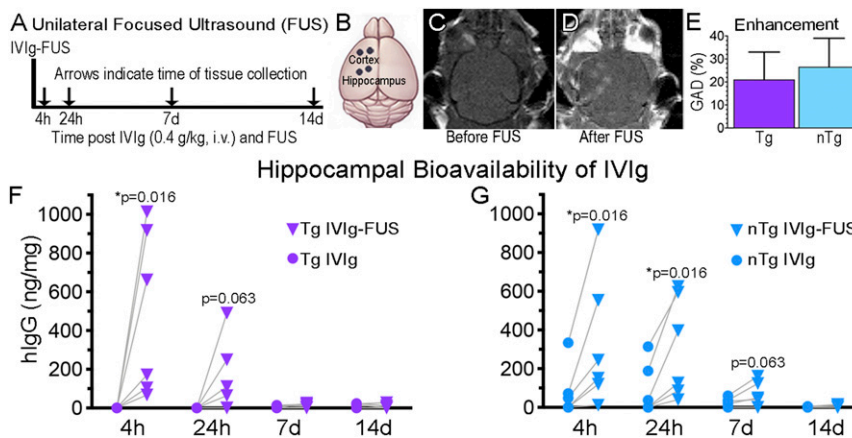 A Unilateral Focused Ultrasound (FUS)
IVIg-FUS
Arrows indicate time of tissue collection
4h 24h 7d 14d
Time post IVIg (0.4 g/kg, i.v.) and FUS
B
Cortex
Hippocampus
C
Before FUS
D
After FUS
E Enhancement
GAD (%)
40
30
20
10
0
Tg nTg
Hippocampal Bioavailability of IVIg
F
hIgG (ng/mg)
1000
800
600
400
200
0
*p=0.016
p=0.063
Tg IVIg-FUS
Tg IVIg
4h 24h 7d 14d
G
1000
800
600
400
200
0
*p=0.016
*p=0.016
p=0.063
nTg IVIg-FUS
nTg IVIg
4h 24h 7d 14d